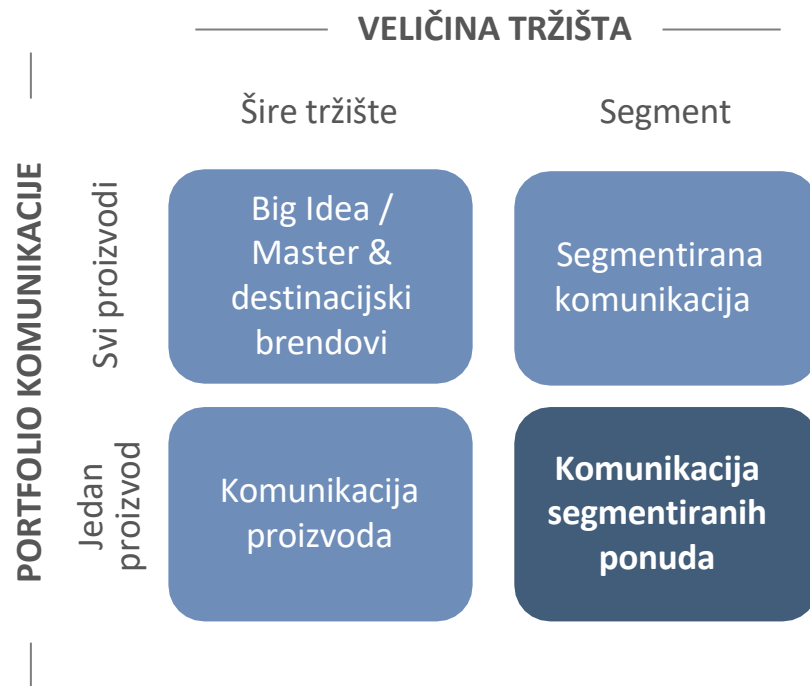 VELIČINA TRŽIŠTA
Šire tržište
Segment
PORTFOLIO KOMUNIKACIJE
Svi proizvodi
Big Idea /
Master &
destinacijski
brendovi
Segmentirana
komunikacija
Jedan
proizvod
Komunikacija
proizvoda
Komunikacija
segmentiranih
ponuda